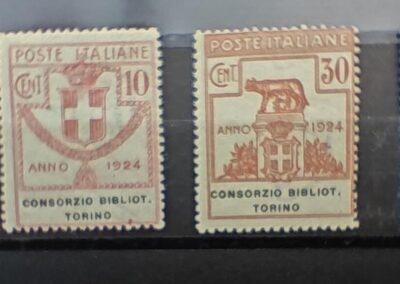 POSTE ITALIANE
CENT 10
ANNO 1924
CONSORZIO BIBLIOT.
TORINO
POSTE ITALIANE
CENT 30
ANNO 1924
CONSORZIO BIBLIOT.
TORINO